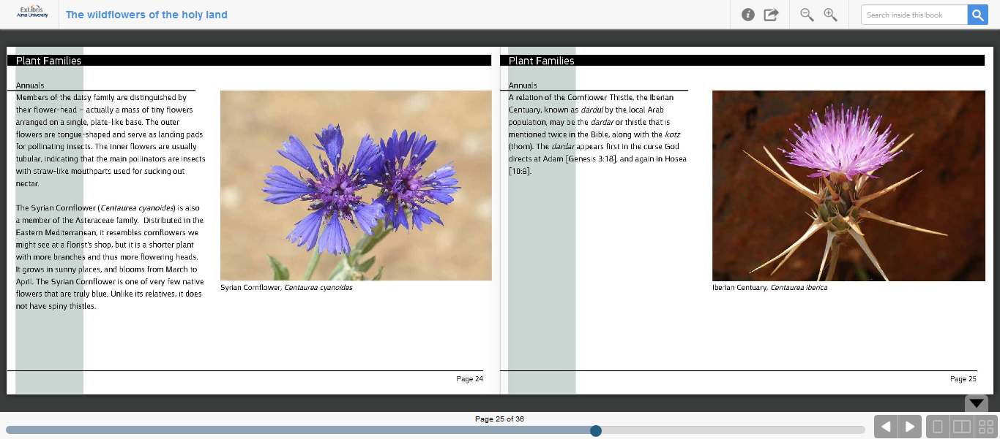 ExLibris
Alma University
The wildflowers of the holy land
Search inside this book
Plant Families
Annuals
Members of the daisy family are distinguished by
their flower-head – actually a mass of tiny flowers
arranged on a single, plate-like base. The outer
flowers are tongue-shaped and serve as landing pads
for pollinating insects. The inner flowers are usually
tubular, indicating that the main pollinators are insects
with straw-like mouthparts used for sucking out
nectar.
The Syrian Cornflower (Centaurea cyanoides) is also
a member of the Asteraceae family. Distributed in the
Eastern Mediterranean, it resembles cornflowers we
might see at a florist's shop, but it is a shorter plant
with more branches and thus more flowering heads.
It grows in sunny places, and blooms from March to
April. The Syrian Cornflower is one of very few native
flowers that are truly blue. Unlike its relatives, it does
not have spiny thistles.
Syrian Cornflower, Centaurea cyanoides
Page 24
Plant Families
Annuals
A relation of the Cornflower Thistle, the Iberian
Centuary, known as dardul by the local Arab
population, may be the dardar or thistle that is
mentioned twice in the Bible, along with the kotz
(thorn). The dardar appears first in the curse God
directs at Adam [Genesis 3:18], and again in Hosea
[10:8].
Iberian Centuary, Centaurea iberica
Page 25
Page 25 of 36